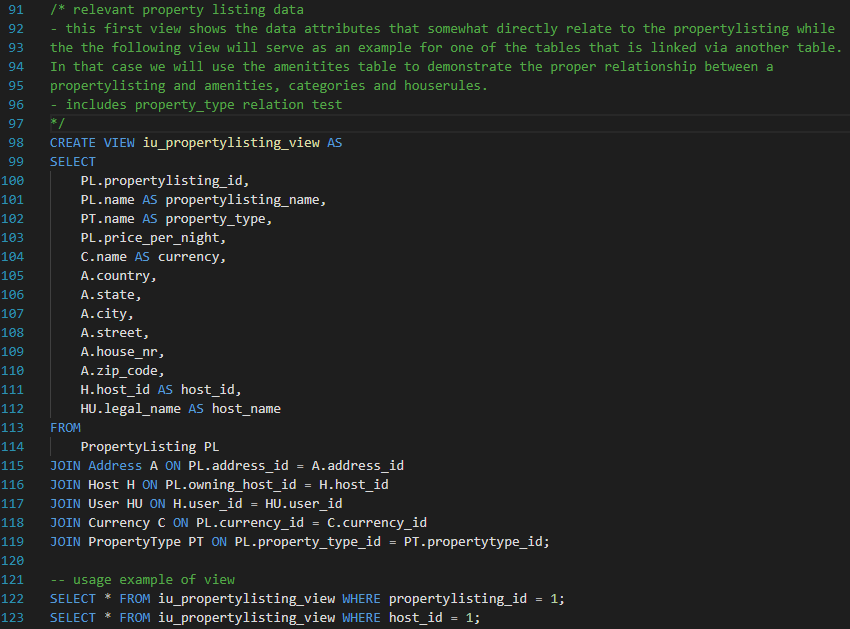 91 /* relevant property listing data
92 - this first view shows the data attributes that somewhat directly relate to the propertylisting while
93 the the following view will serve as an example for one of the tables that is linked via another table.
94 In that case we will use the amenitites table to demonstrate the proper relationship between a
95 propertylisting and amenities, categories and houserules.
96 - includes property_type relation test
97 */
98 CREATE VIEW iu_propertylisting_view AS
99 SELECT
100 PL.propertylisting_id,
101 PL.name AS propertylisting_name,
102 PT.name AS property_type,
103 PL.price_per_night,
104 C.name AS currency,
105 A.country,
106 A.state,
107 A.city,
108 A.street,
109 A.house_nr,
110 A.zip_code,
111 H.host_id AS host_id,
112 HU.legal_name AS host_name
113 FROM
114 PropertyListing PL
115 JOIN Address A ON PL.address_id = A.address_id
116 JOIN Host H ON PL.owning_host_id = H.host_id
117 JOIN User HU ON H.user_id = HU.user_id
118 JOIN Currency C ON PL.currency_id = C.currency_id
119 JOIN PropertyType PT ON PL.property_type_id = PT.propertytype_id;
120
121 -- usage example of view
122 SELECT * FROM iu_propertylisting_view WHERE propertylisting_id = 1;
123 SELECT * FROM iu_propertylisting_view WHERE host_id = 1;